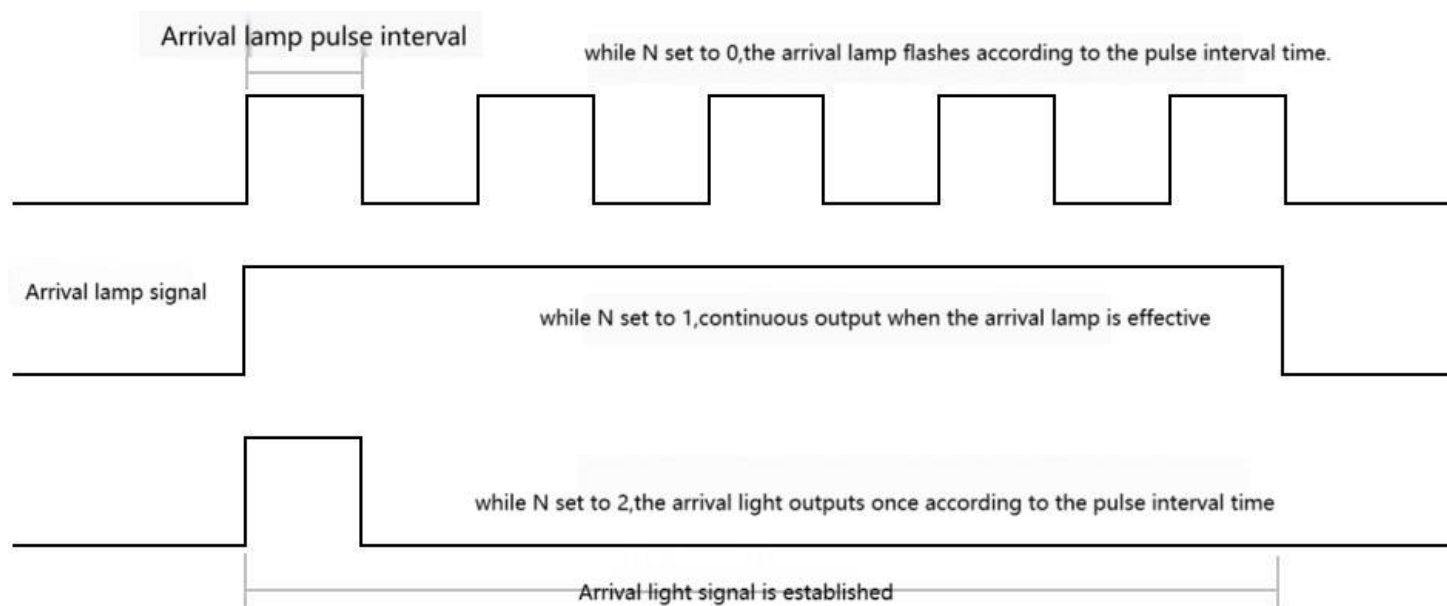 Arrival lamp pulse interval
while N set to 0,the arrival lamp flashes according to the pulse interval time.
Arrival lamp signal
while N set to 1,continuous output when the arrival lamp is effective
while N set to 2,the arrival light outputs once according to the pulse interval time
Arrival light signal is established